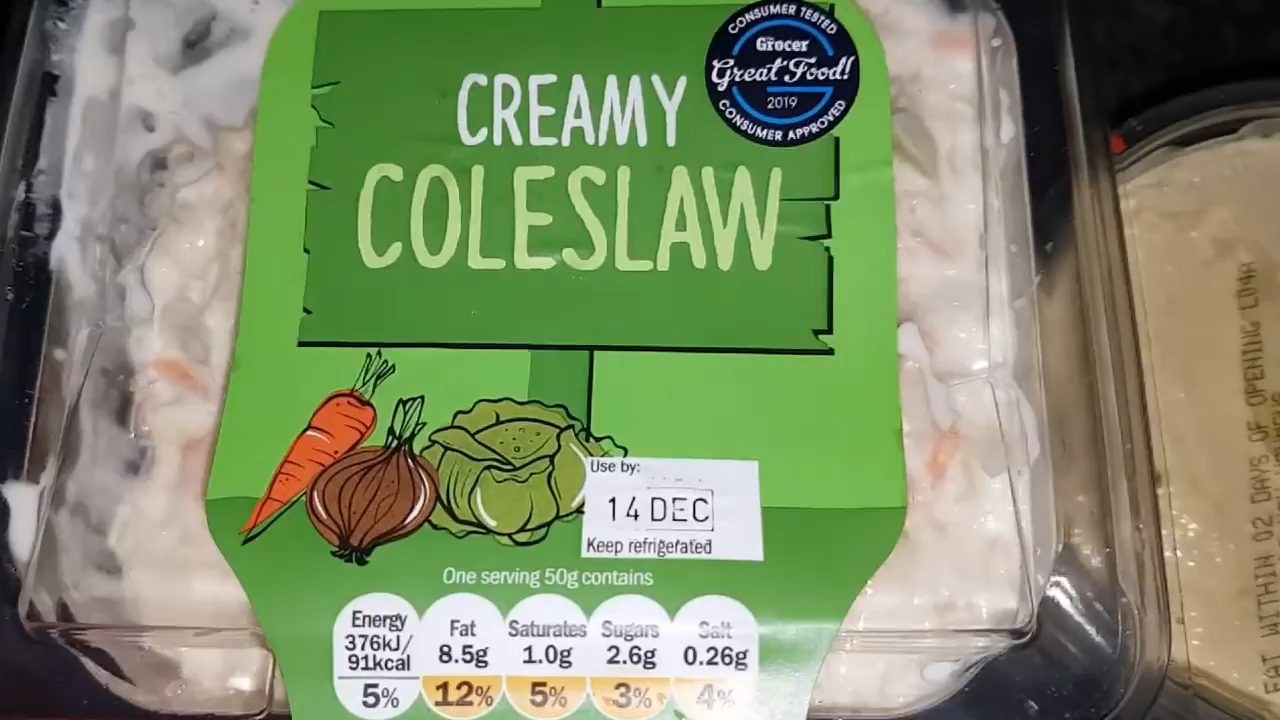 CREAMY
COLESLAW
CONSUMER TESTED
The Grocer
Great Food!
2019
CONSUMER APPROVED
Use by:
14 DEC
Keep refrigerated
One serving 50g contains
Energy
376kJ/
91kcal
5%
Fat
8.5g
12%
Saturates
1.0g
5%
Sugars
2.6g
3%
Salt
0.26g
4%
EAT WITHIN 02 DAYS OF OPENING L04A